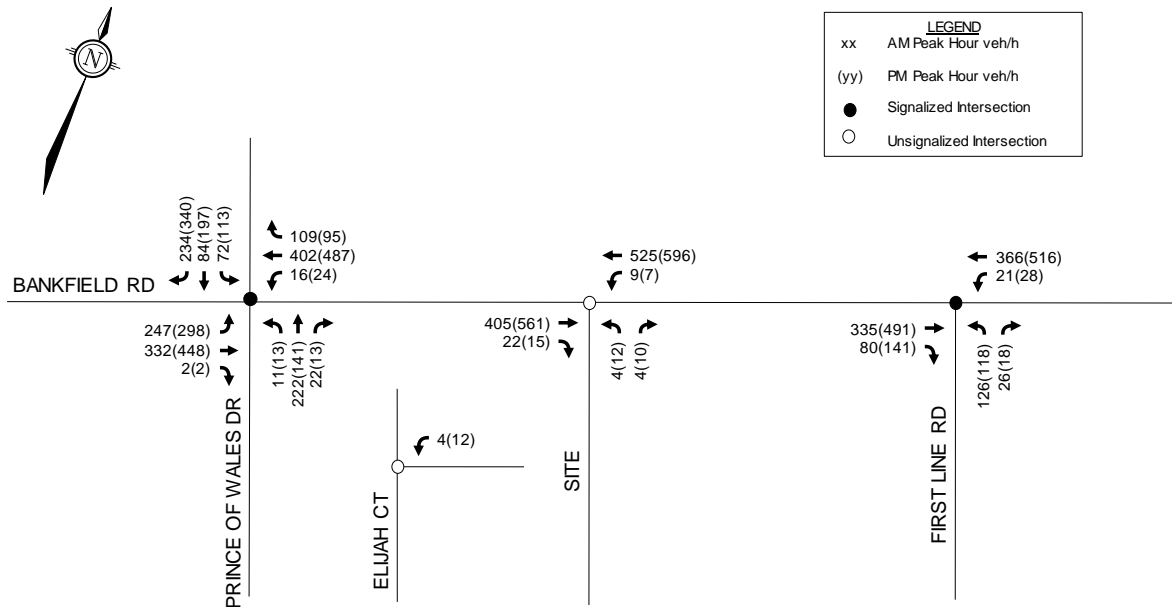 N
LEGEND
xx AM Peak Hour veh/h
(yy) PM Peak Hour veh/h
Signalized Intersection
Unsignalized Intersection
234(340)
84(197)
72(113)
109(95)
402(487)
16(24)
525(596)
9(7)
366(516)
21(28)
BANKFIELD RD
247(298)
332(448)
2(2)
11(13)
222(141)
22(13)
405(561)
22(15)
4(12)
4(10)
335(491)
80(141)
126(118)
26(18)
PRINCE OF WALES DR
4(12)
ELIJAH CT
SITE
FIRST LINE RD